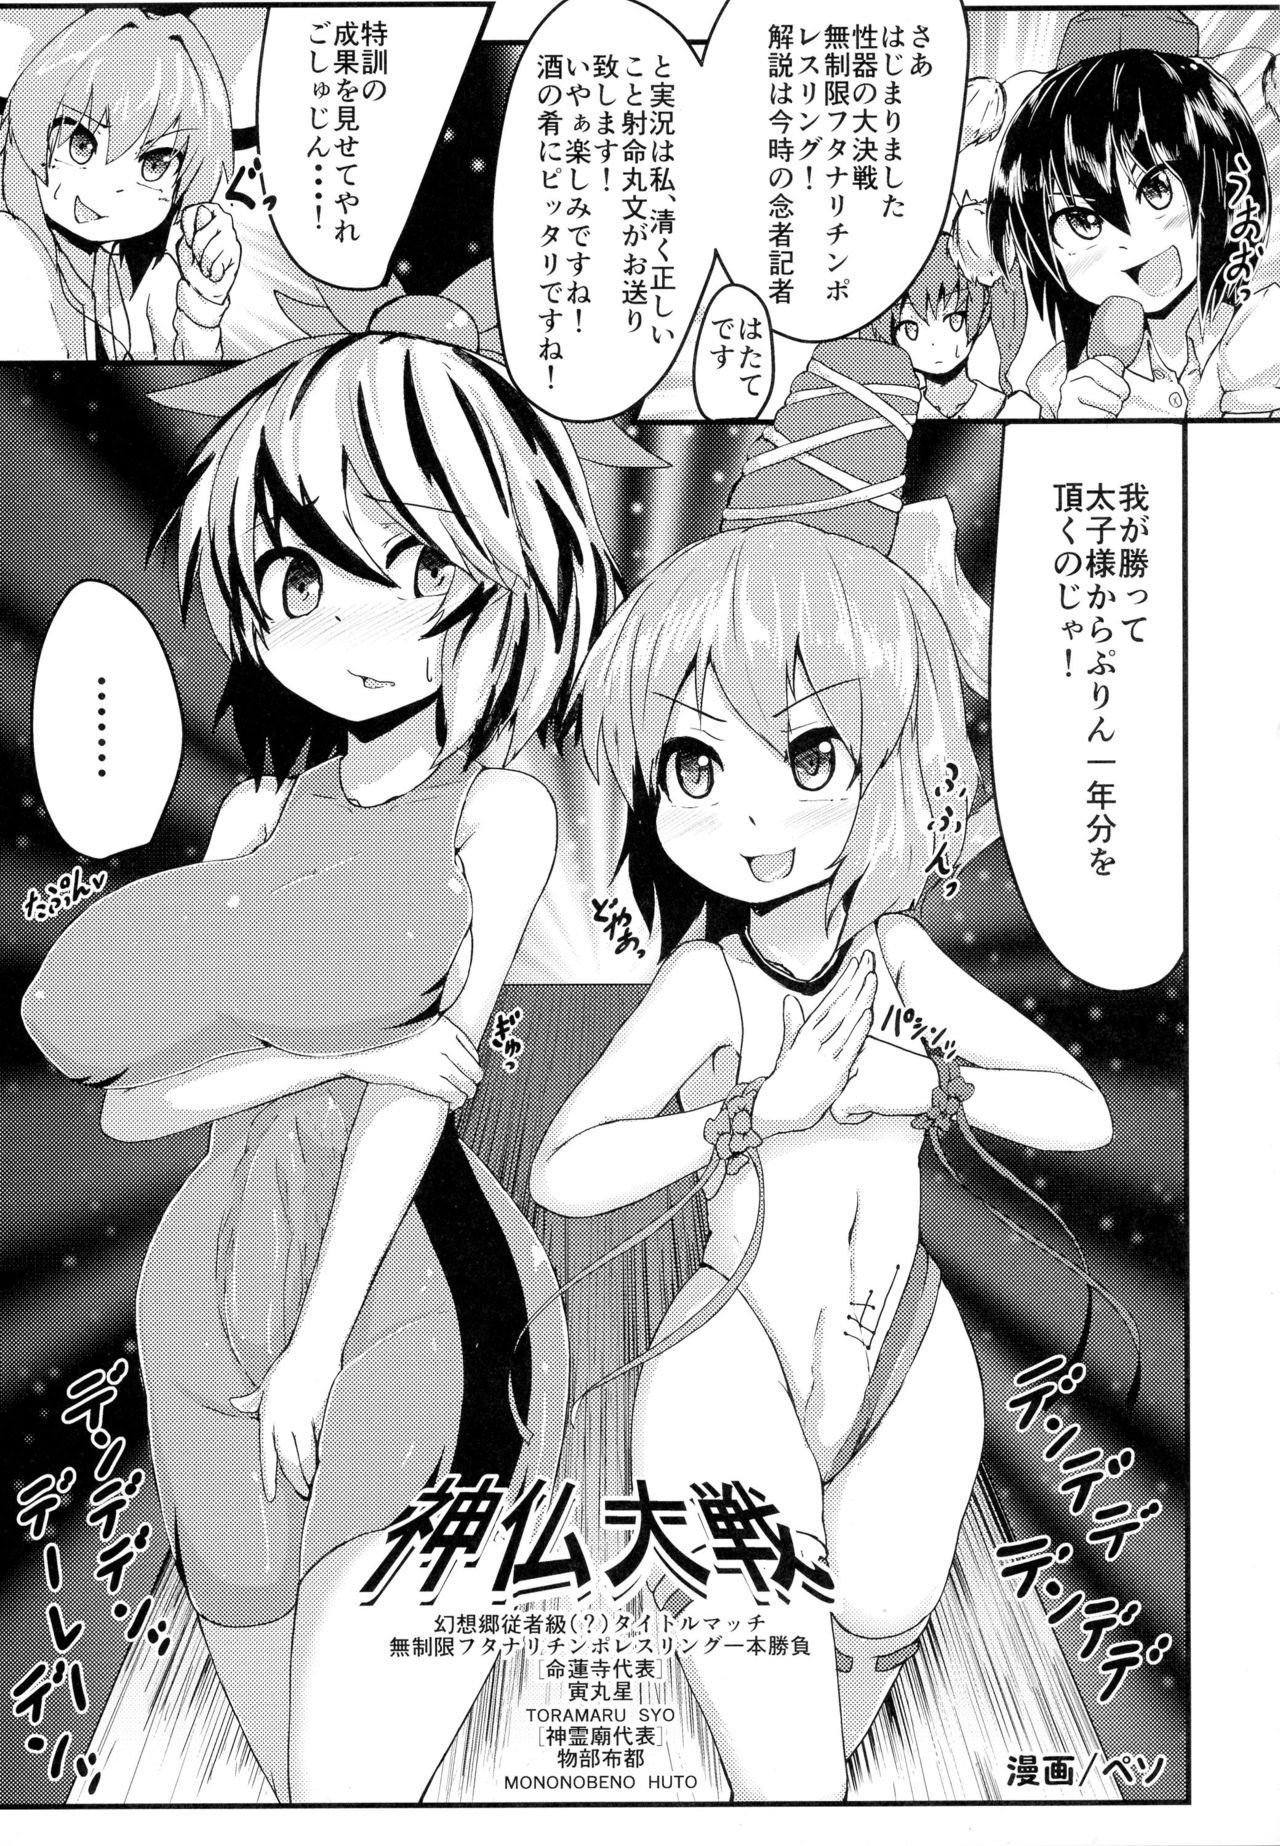 さあ
はじまりました
性器の大決戦
無制限フタナリチンポ
レスリング！
解説は今時の念者記者
うおおぉっ
はたて
です
と実況は私、清く正しい
こと射命丸文がお送り
致します！
いやぁ楽しみですね！
酒の肴にピッタリですね！
特訓の
成果を見せてやれ
ごしゅじん・・・・！
ぐっ
我が勝って
太子様からぷりん一年分を
頂くのじゃ！
ふふんっ
どやぁっ
パシンッ
・・・・・・・
たぷんっ
ぎゅっ
デンデデ
デンデン
デンデンデデンッ
デーーレーデデン
神仏大戦
幻想郷従者級(？)タイトルマッチ
無制限フタナリチンポレスリング一本勝負
[命蓮寺代表]
寅丸星
TORAMARU SYO
[神霊廟代表]
物部布都
MONONOBENO HUTO
漫画/ペソ